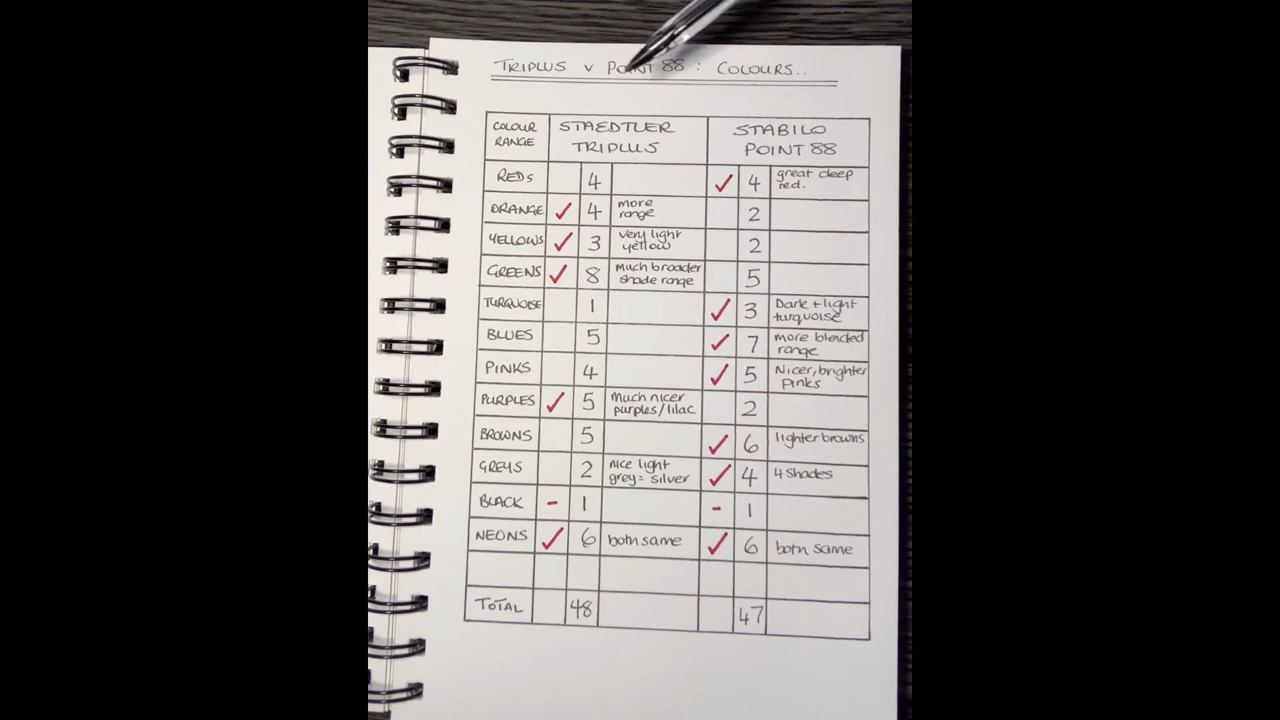 TRIPLUS v POINT 88 : COLOURS..
COLOUR RANGE STAEDTLER TRIPLUS STABILO POINT 88
REDS 4 ✓ 4 great deep red.
ORANGE ✓ 4 more range 2
YELLOWS ✓ 3 very light yellow 2
GREENS ✓ 8 Much broader shade range 5
TURQUOISE 1 ✓ 3 Dark + light turquoise
BLUES 5 ✓ 7 more blended range
PINKS 4 ✓ 5 Nicer, brighter pinks
PURPLES ✓ 5 Much nicer purples/lilac 2
BROWNS 5 ✓ 6 lighter browns
GREYS 2 nice light grey = silver ✓ 4 4 Shades
BLACK - 1 - 1
NEONS ✓ 6 both same ✓ 6 both same
TOTAL 48 47